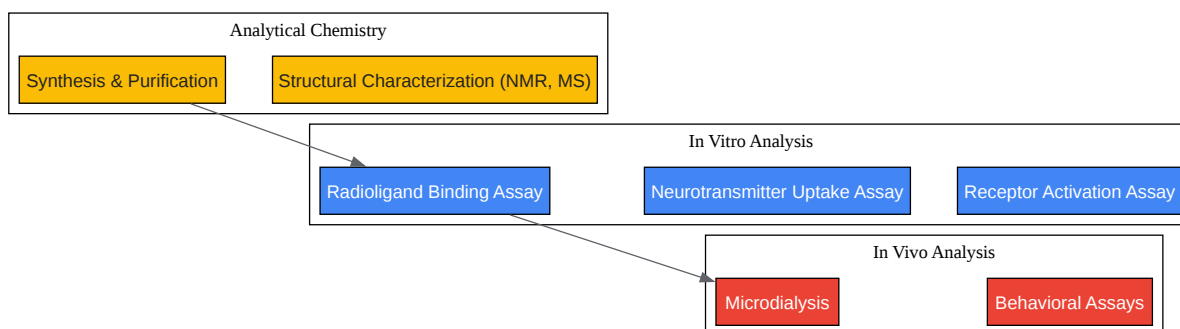 Analytical Chemistry
Synthesis & Purification
Structural Characterization (NMR, MS)
In Vitro Analysis
Radioligand Binding Assay
Neurotransmitter Uptake Assay
Receptor Activation Assay
In Vivo Analysis
Microdialysis
Behavioral Assays